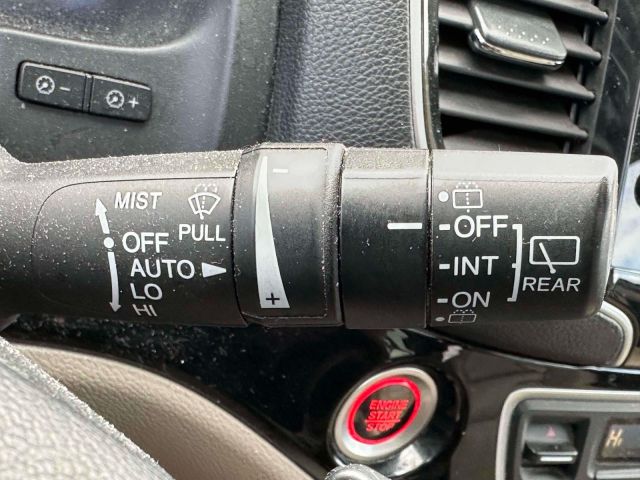 MIST
OFF
AUTO
LO
HI
PULL
-
+
OFF
INT
ON
REAR
- +
ENGINE
START
STOP
H